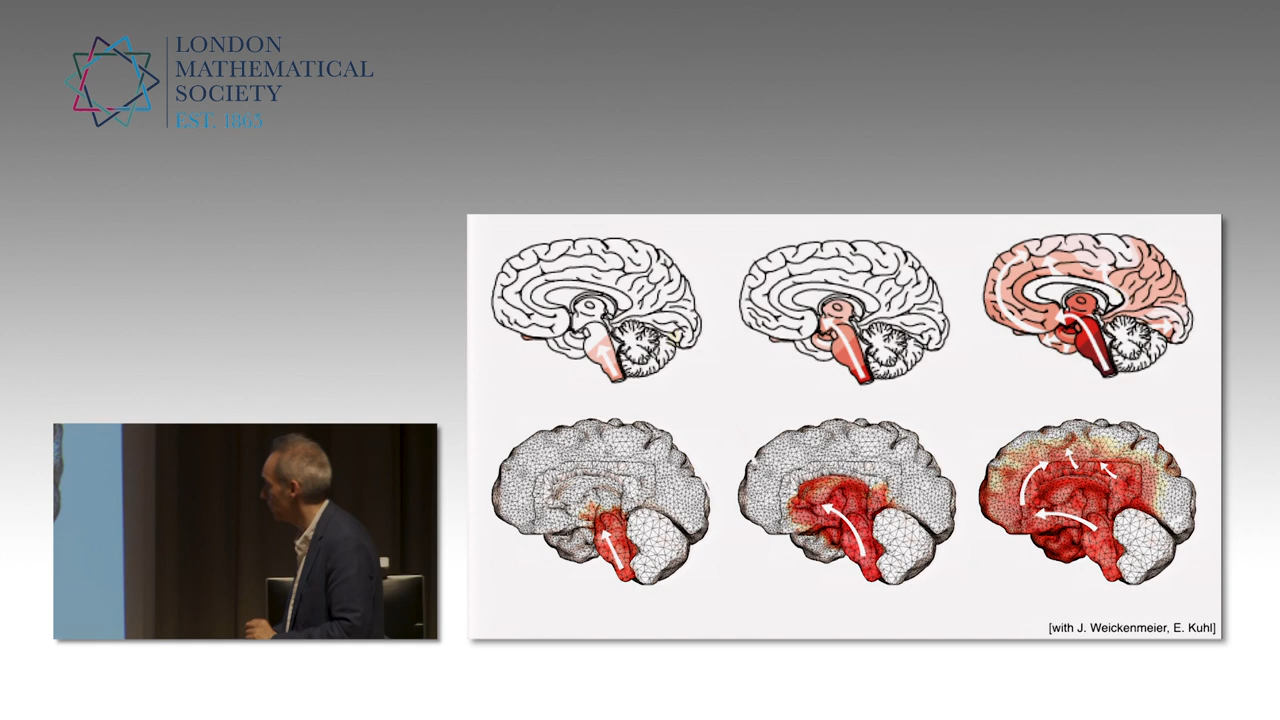 LONDON
MATHEMATICAL
SOCIETY
EST. 1865
[with J. Weickenmeier, E. Kuhl]